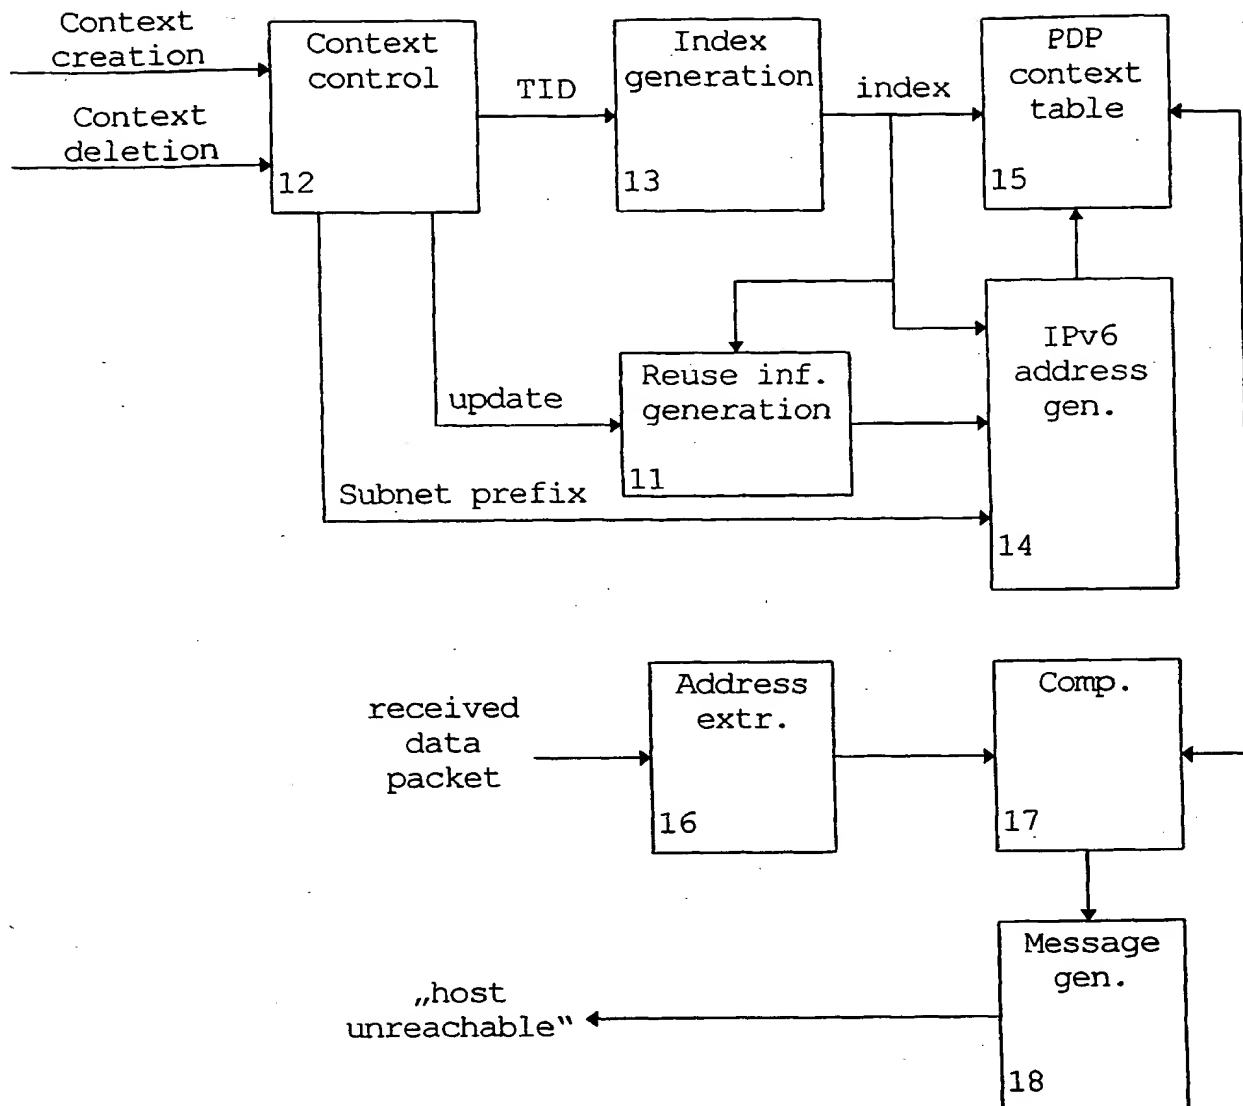 Context
creation
Context
deletion
Context
control
12
TID
Index
generation
13
index
PDP
context
table
15
update
Reuse inf.
generation
11
Subnet prefix
IPv6
address
gen.
14
received
data
packet
Address
extr.
16
Comp.
17
Message
gen.
18
„host
unreachable“